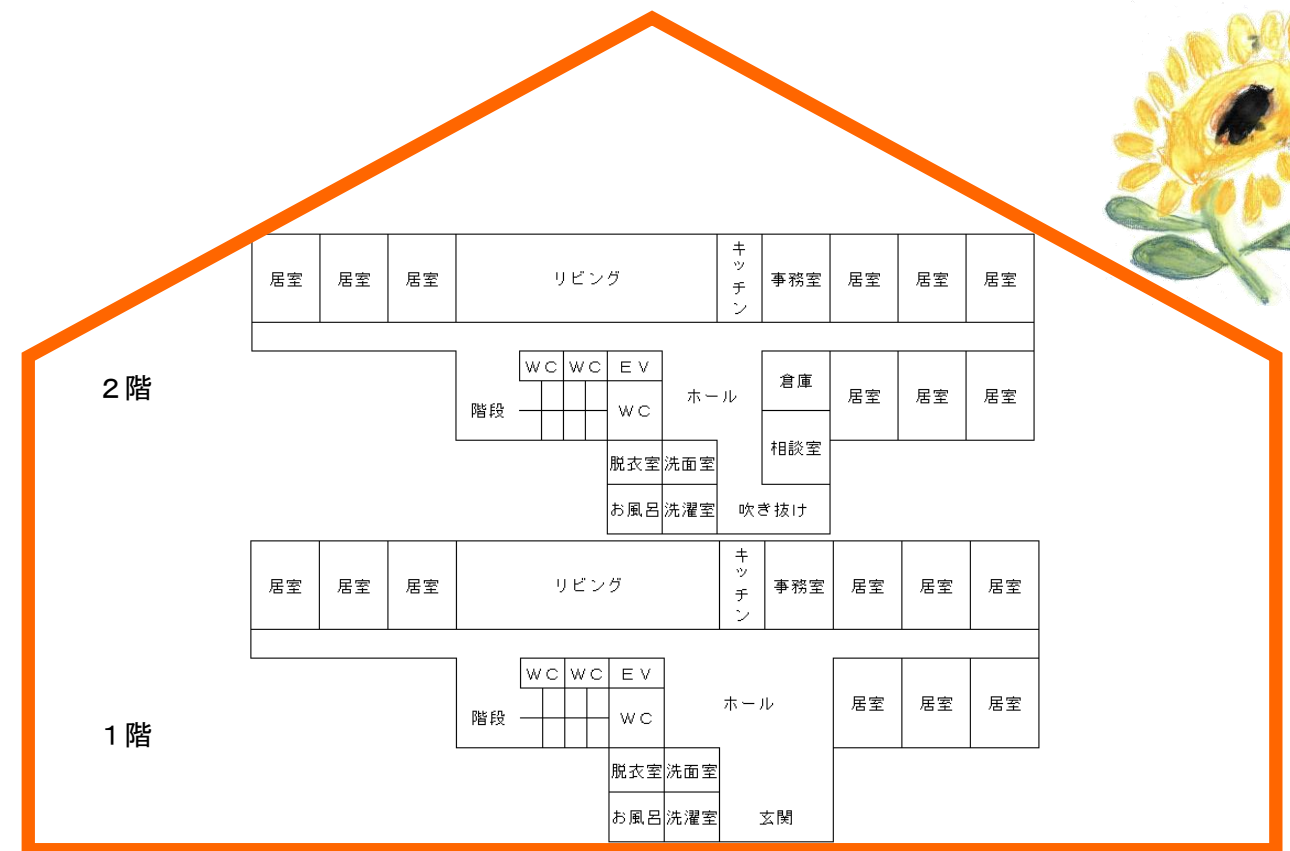 居室 居室 居室 リビング キッチン 事務室 居室 居室 居室
２階
ＷＣ ＷＣ ＥＶ
階段 ＷＣ ホール 倉庫 居室 居室 居室
脱衣室 洗面室 相談室
お風呂 洗濯室 吹き抜け
居室 居室 居室 リビング キッチン 事務室 居室 居室 居室
１階
ＷＣ ＷＣ ＥＶ
階段 ＷＣ ホール 居室 居室 居室
脱衣室 洗面室
お風呂 洗濯室 玄関